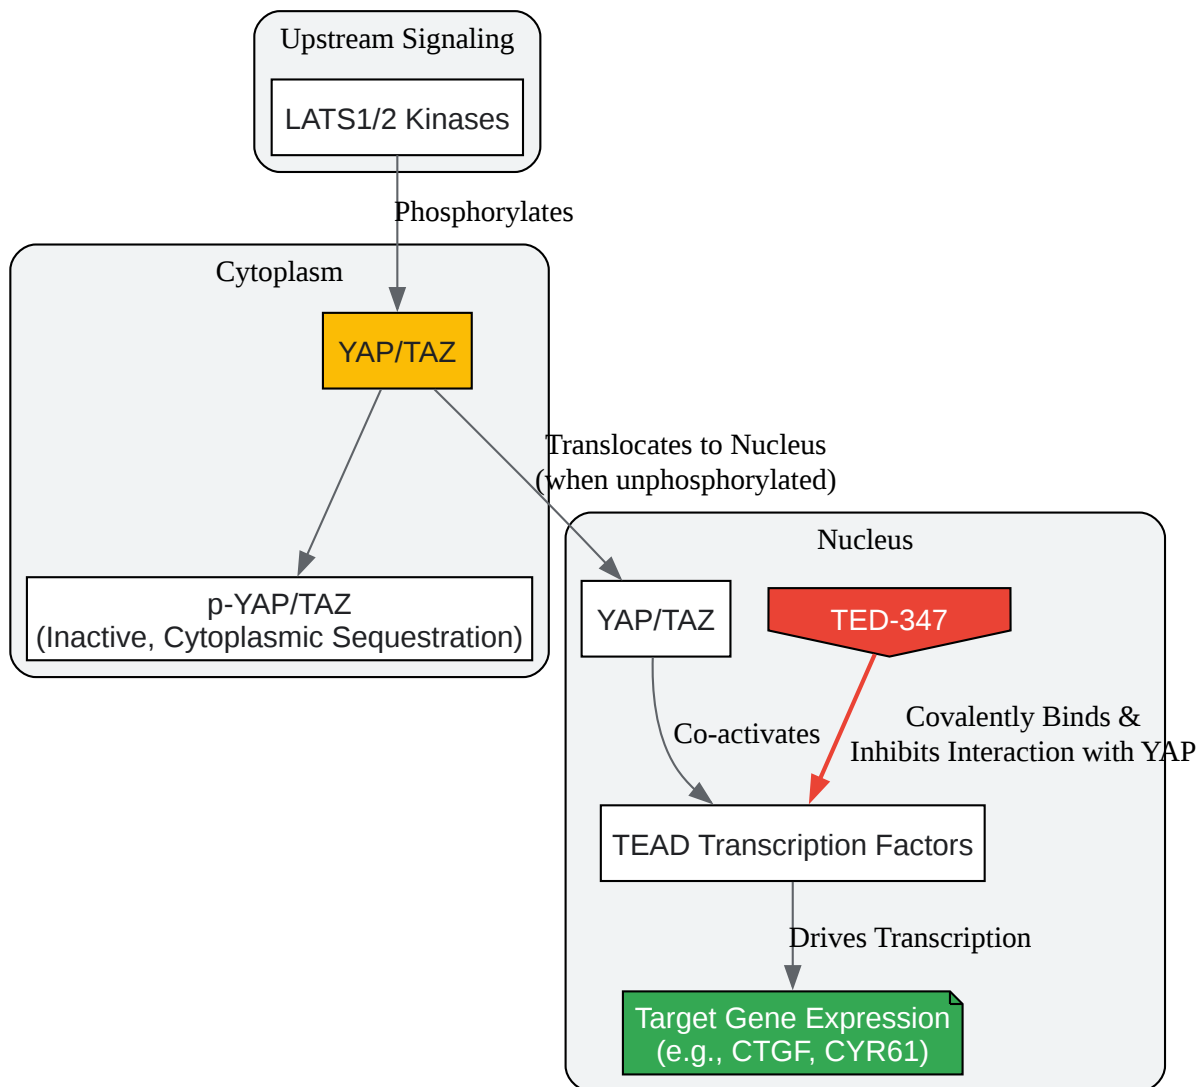 Upstream Signaling
LATS1/2 Kinases
Phosphorylates
Cytoplasm
YAP/TAZ
Translocates to Nucleus
(when unphosphorylated)
p-YAP/TAZ
(Inactive, Cytoplasmic Sequestration)
Nucleus
YAP/TAZ
TED-347
Co-activates
Covalently Binds &
Inhibits Interaction with YAP
TEAD Transcription Factors
Drives Transcription
Target Gene Expression
(e.g., CTGF, CYR61)